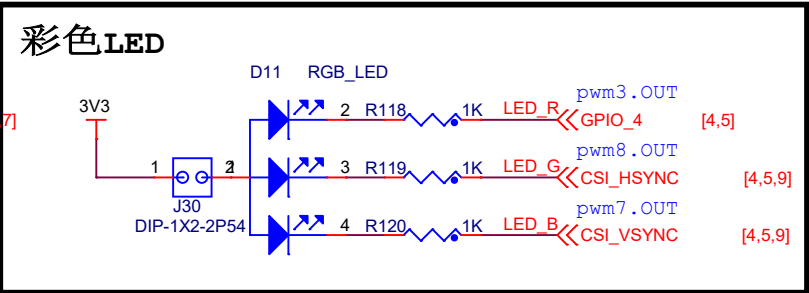 彩色LED
D11 RGB_LED
pwm3.OUT
3V3
2 R118 1K LED_R GPIO_4 [4,5]
7]
pwm8.OUT
1 3 R119 1K LED_G CSI_HSYNC [4,5,9]
J30
DIP-1X2-2P54
pwm7.OUT
4 R120 1K LED_B CSI_VSYNC [4,5,9]